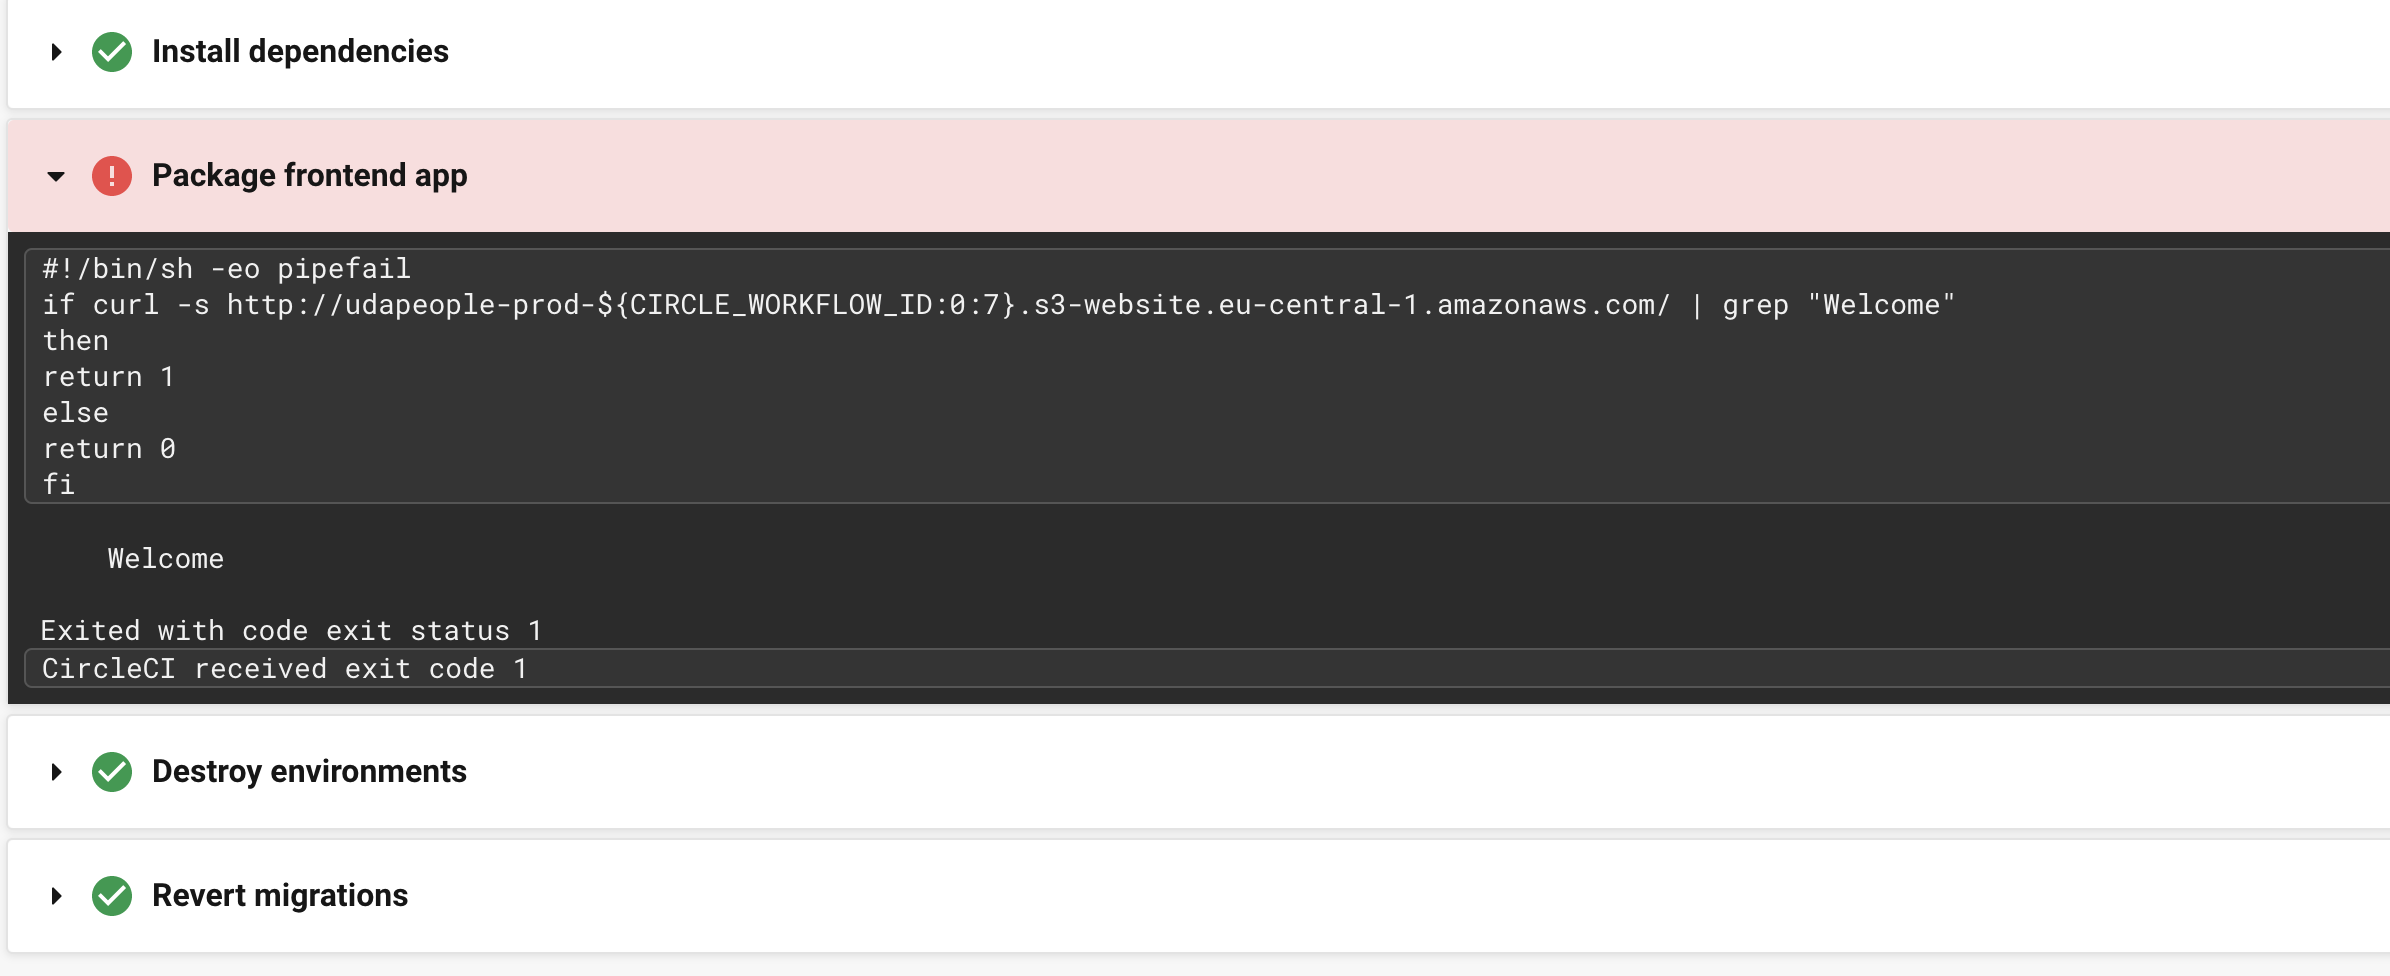 Install dependencies
Package frontend app
#!/bin/sh -eo pipefail
if curl -s http://udapeople-prod-${CIRCLE_WORKFLOW_ID:0:7}.s3-website.eu-central-1.amazonaws.com/ | grep "Welcome"
then
return 1
else
return 0
fi
Welcome
Exited with code exit status 1
CircleCI received exit code 1
Destroy environments
Revert migrations